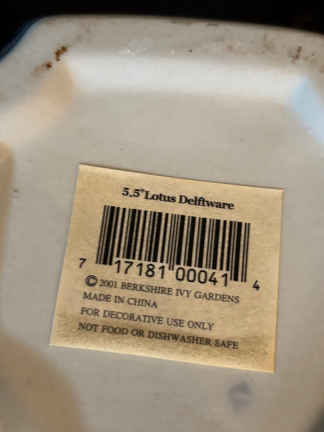 5.5"Lotus Delftware
7 17181 00041 4
© 2001 BERKSHIRE IVY GARDENS
MADE IN CHINA
FOR DECORATIVE USE ONLY
NOT FOOD OR DISHWASHER SAFE